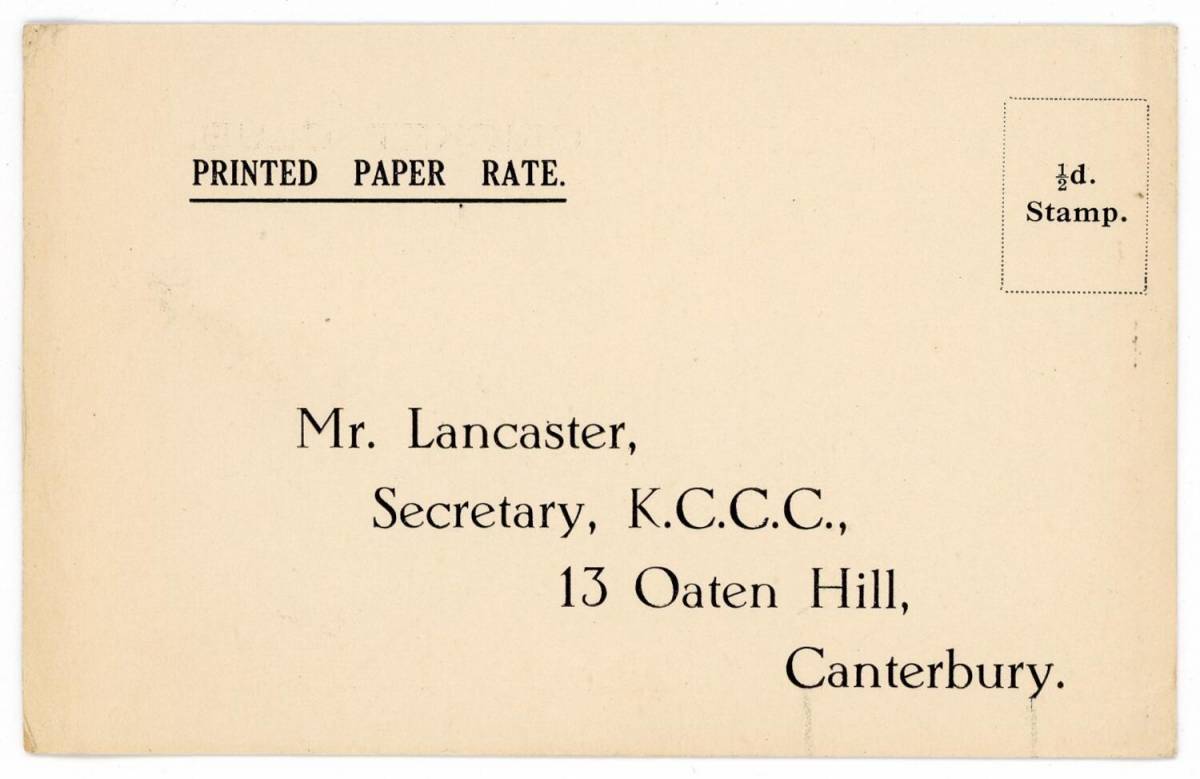 PRINTED PAPER RATE.
½d.
Stamp.
Mr. Lancaster,
Secretary, K.C.C.C.,
13 Oaten Hill,
Canterbury.